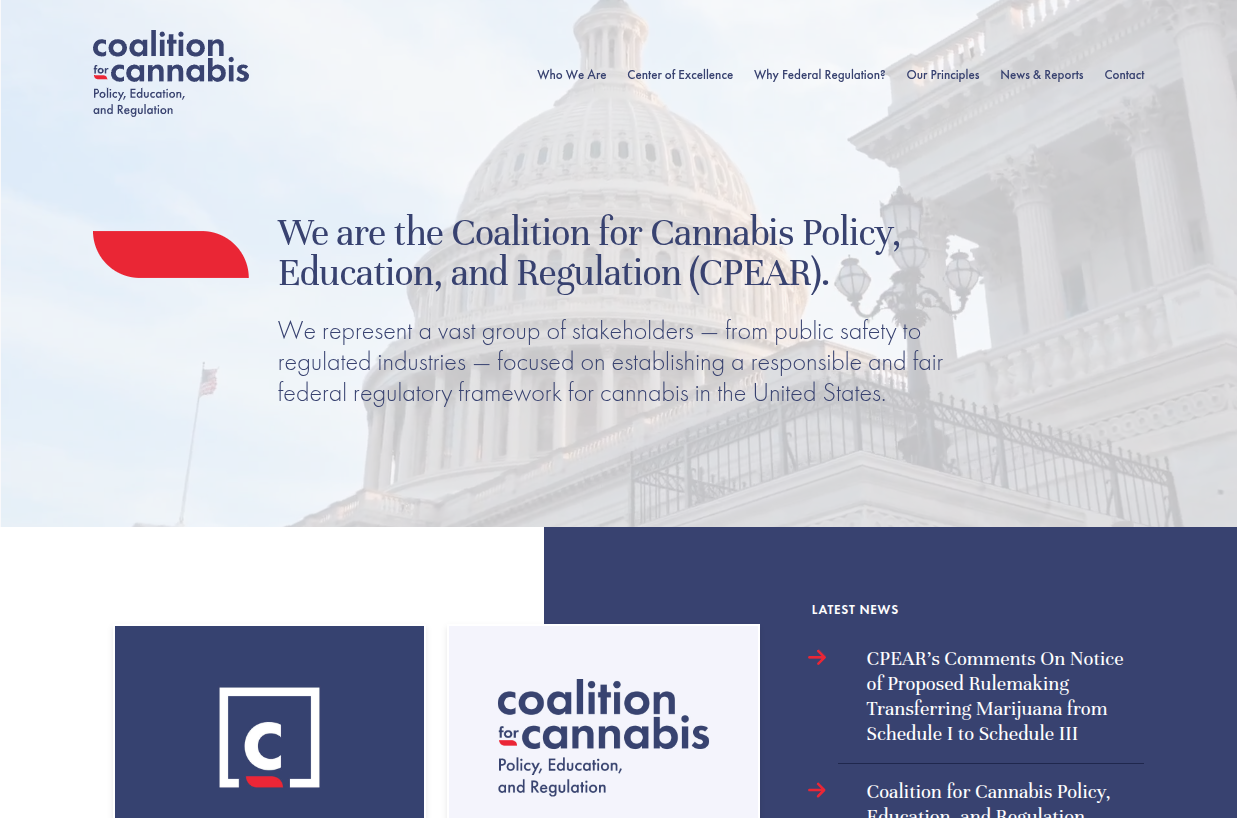 coalition
for cannabis
Policy, Education,
and Regulation
Who We Are Center of Excellence Why Federal Regulation? Our Principles News & Reports Contact
We are the Coalition for Cannabis Policy,
Education, and Regulation (CPEAR).
We represent a vast group of stakeholders — from public safety to
regulated industries — focused on establishing a responsible and fair
federal regulatory framework for cannabis in the United States.
C
coalition
for cannabis
Policy, Education,
and Regulation
LATEST NEWS
CPEAR’s Comments On Notice
of Proposed Rulemaking
Transferring Marijuana from
Schedule I to Schedule III
Coalition for Cannabis Policy,
Education, and Regulation